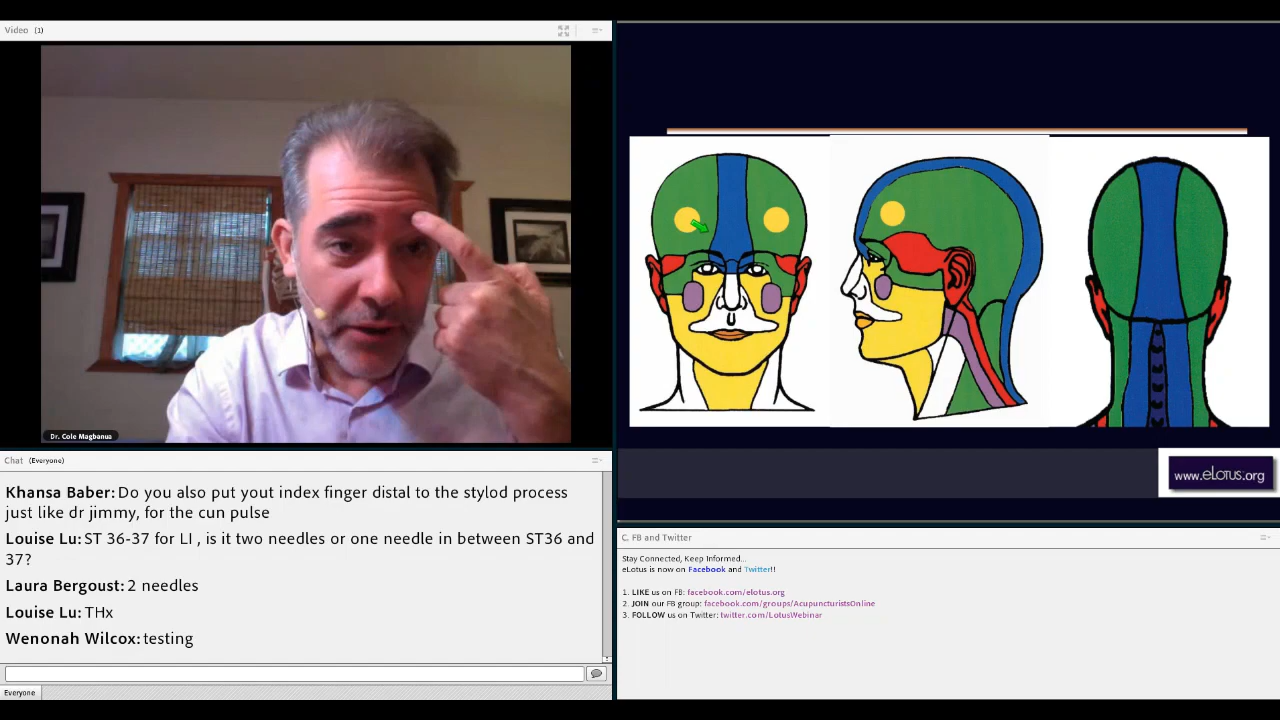 Video (1)
Dr. Cole Magbanua
www.eLotus.org
Chat (Everyone)
Khansa Baber: Do you also put yout index finger distal to the stylod process
just like dr jimmy, for the cun pulse
Louise Lu: ST 36-37 for LI , is it two needles or one needle in between ST36 and
37?
Laura Bergoust: 2 needles
Louise Lu: THx
Wenonah Wilcox: testing
Everyone
C. FB and Twitter
Stay Connected, Keep Informed...
eLotus is now on Facebook and Twitter!!
1. LIKE us on FB: facebook.com/elotus.org
2. JOIN our FB group: facebook.com/groups/AcupuncturistsOnline
3. FOLLOW us on Twitter: twitter.com/LotusWebinar